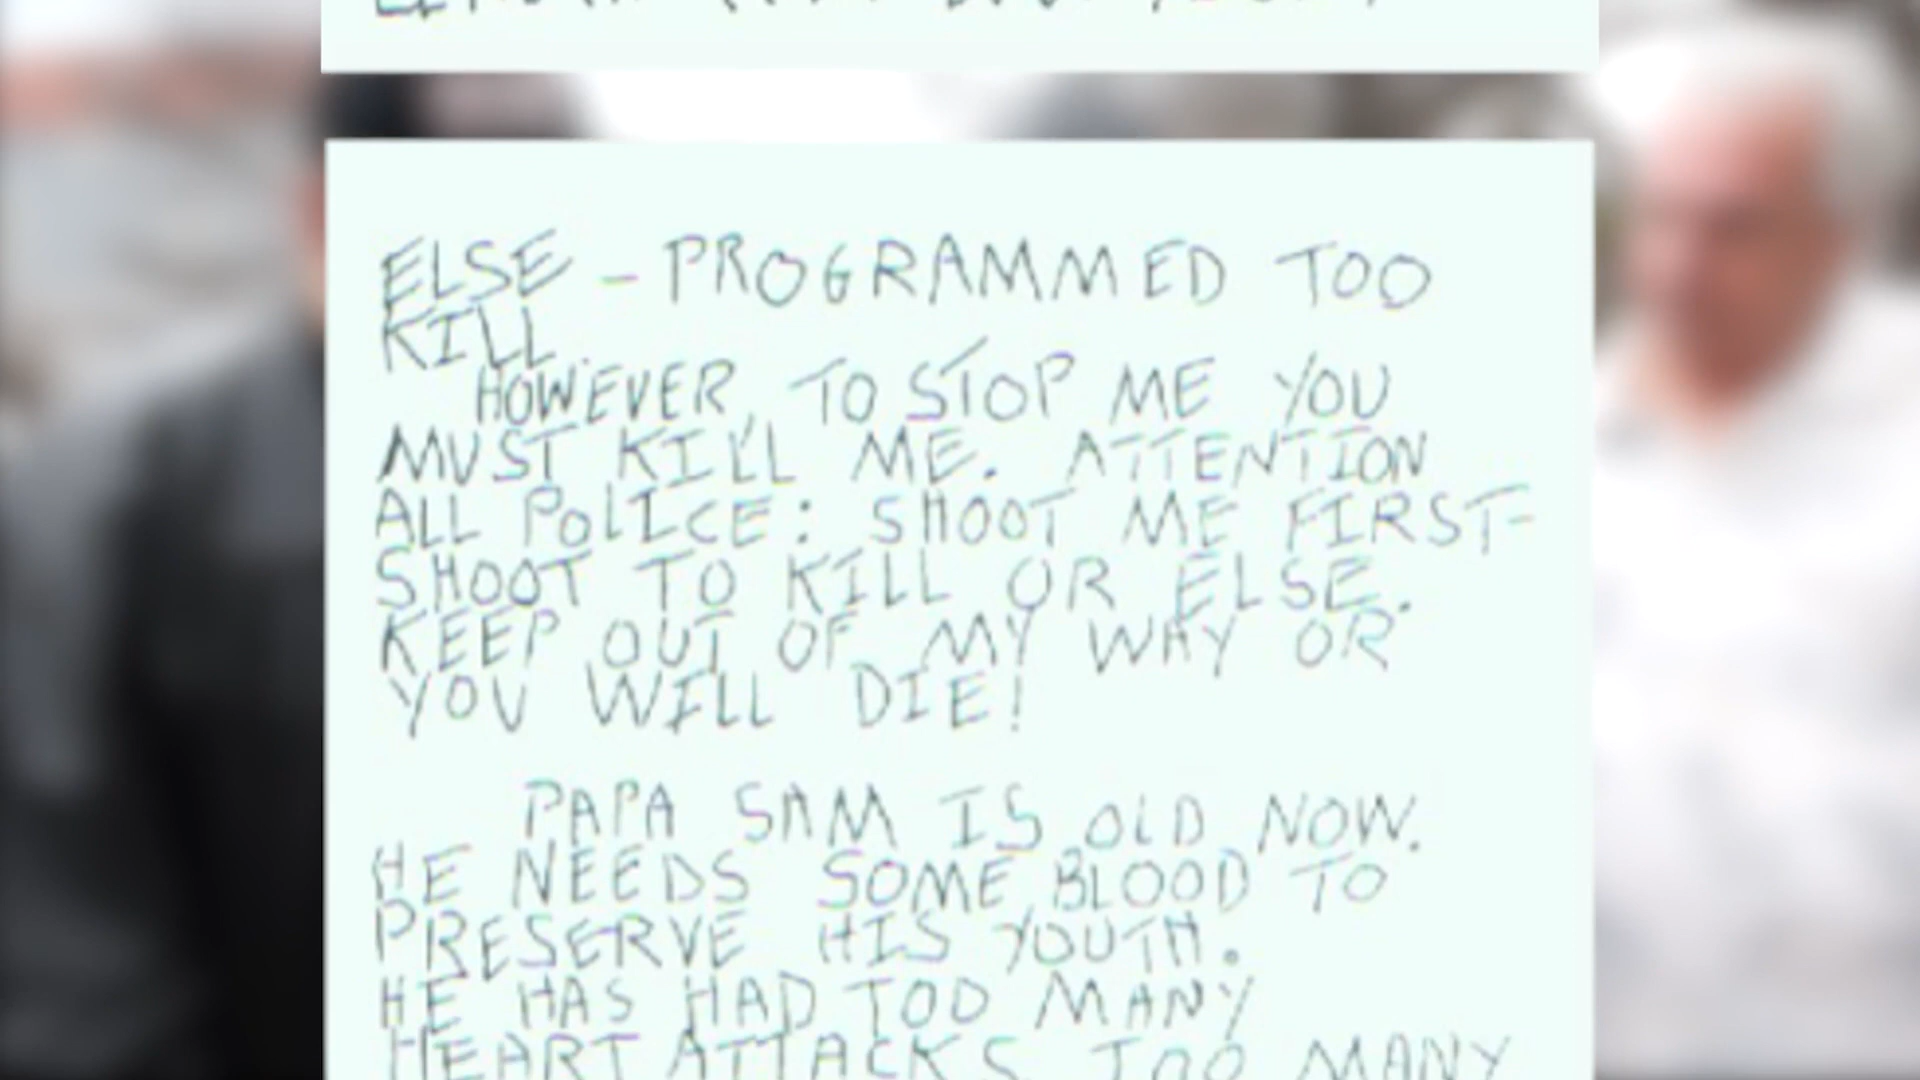 ELSE – PROGRAMMED TOO
KILL.
HOWEVER, TO STOP ME YOU
MUST KILL ME. ATTENTION
ALL POLICE: SHOOT ME FIRST–
SHOOT TO KILL OR ELSE.
KEEP OUT OF MY WAY OR
YOU WILL DIE!
PAPA SAM IS OLD NOW.
HE NEEDS SOME BLOOD TO
PRESERVE HIS YOUTH.
HE HAS HAD TOO MANY
HEART ATTACKS. TOO MANY